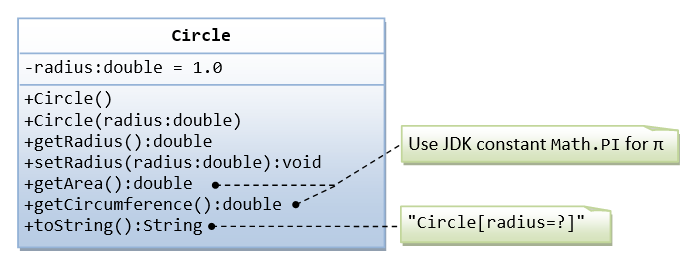 Circle
-radius:double = 1.0
+Circle()
+Circle(radius:double)
+getRadius():double
+setRadius(radius:double):void
+getArea():double
+getCircumference():double
+toString():String
Use JDK constant Math.PI for π
"Circle[radius=?]"